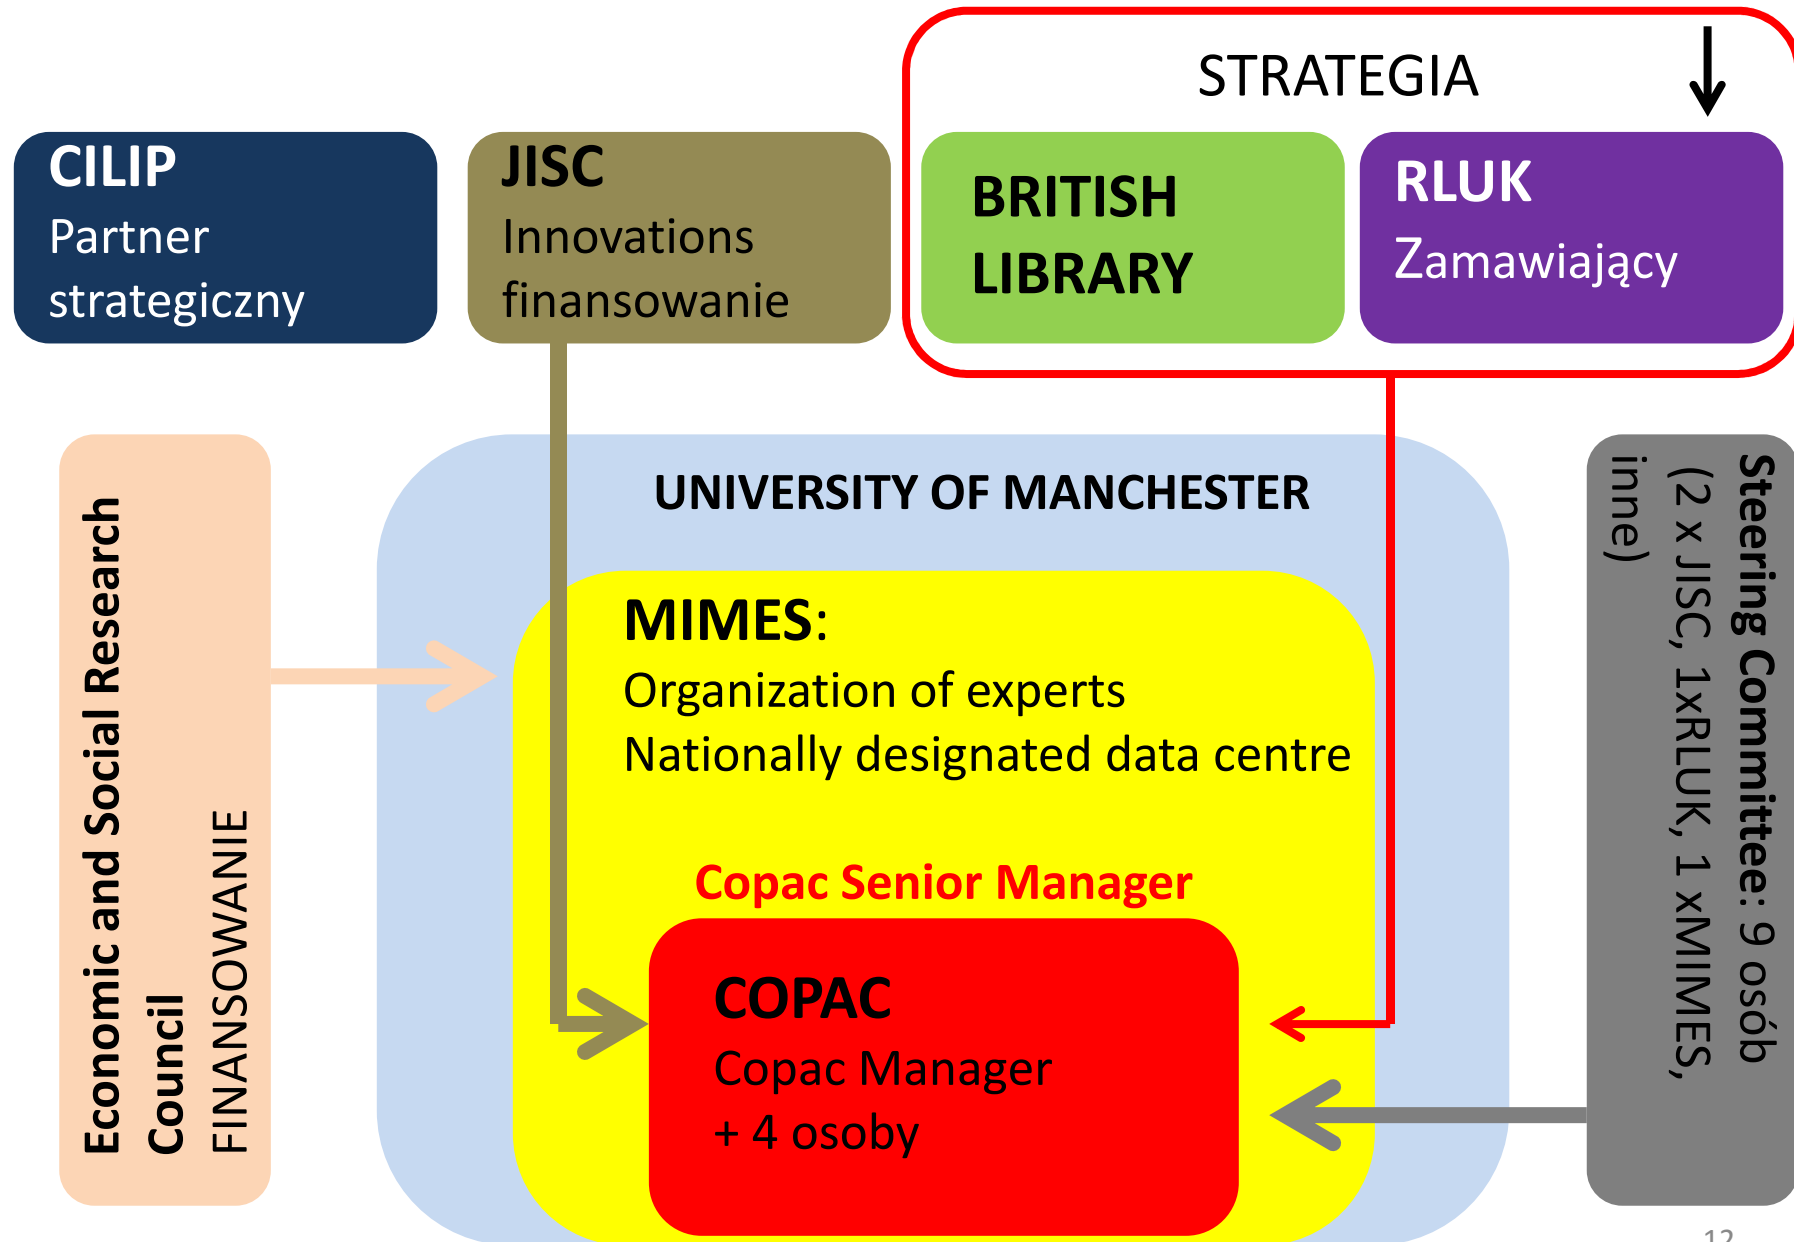 STRATEGIA
CILIP
Partner
strategiczny
JISC
Innovations
finansowanie
BRITISH
LIBRARY
RLUK
Zamawiający
Economic and Social Research
Council
FINANSOWANIE
UNIVERSITY OF MANCHESTER
MIMES:
Organization of experts
Nationally designated data centre
Copac Senior Manager
COPAC
Copac Manager
+ 4 osoby
Steering Committee: 9 osób
(2 x JISC, 1xRLUK, 1 xMIMES,
inne)
12